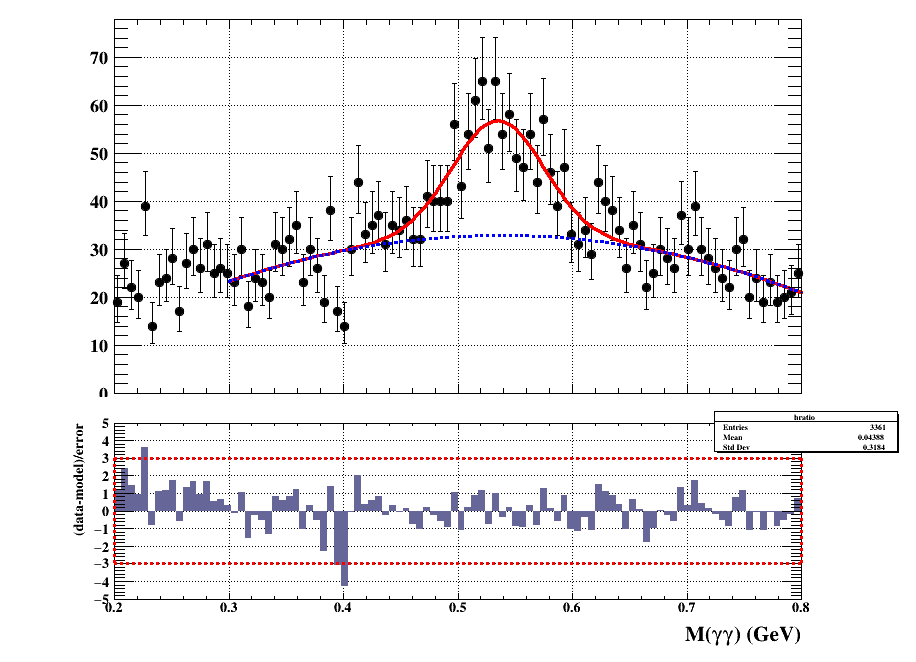 70
60
50
40
30
20
10
0
hratio
Entries 3361
Mean 0.04388
Std Dev 0.3184
(data-model)/error
5
4
3
2
1
0
−1
−2
−3
−4
−5
0.2 0.3 0.4 0.5 0.6 0.7 0.8
M(γγ) (GeV)